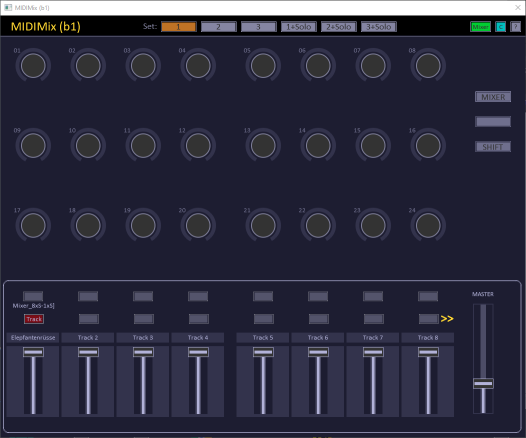 MIDIMix (b1)
MIDIMix (b1) Set: 1 2 3 1+Solo 2+Solo 3+Solo Mixer C ?
01 02 03 04 05 06 07 08
MIXER
09 10 11 12 13 14 15 16
SHIFT
17 18 19 20 21 22 23 24
MASTER
Mixer_8xS-1xS]
Track >>
Elepfantenrüsse Track 2 Track 3 Track 4 Track 5 Track 6 Track 7 Track 8